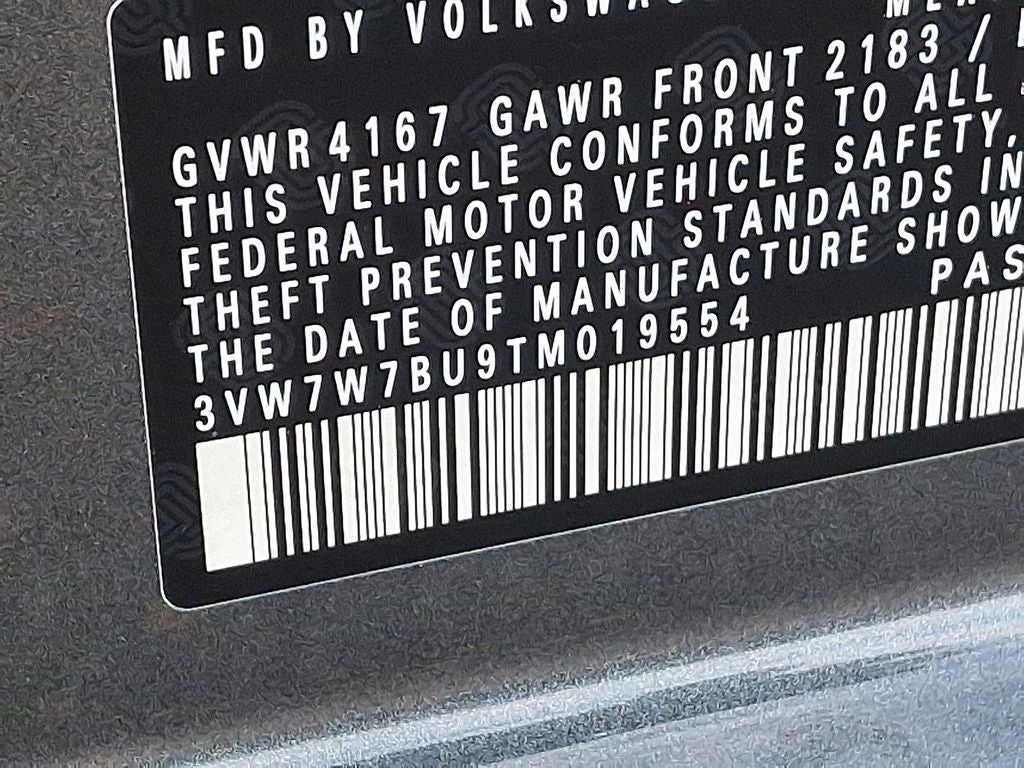 MFD BY VOLKSWAG
GVWR 4167 GAWR FRONT 2183 /
THIS VEHICLE CONFORMS TO ALL
FEDERAL MOTOR VEHICLE SAFETY,
THEFT PREVENTION STANDARDS IN
THE DATE OF MANUFACTURE SHOW
3VW7W7BU9TM019554 PAS